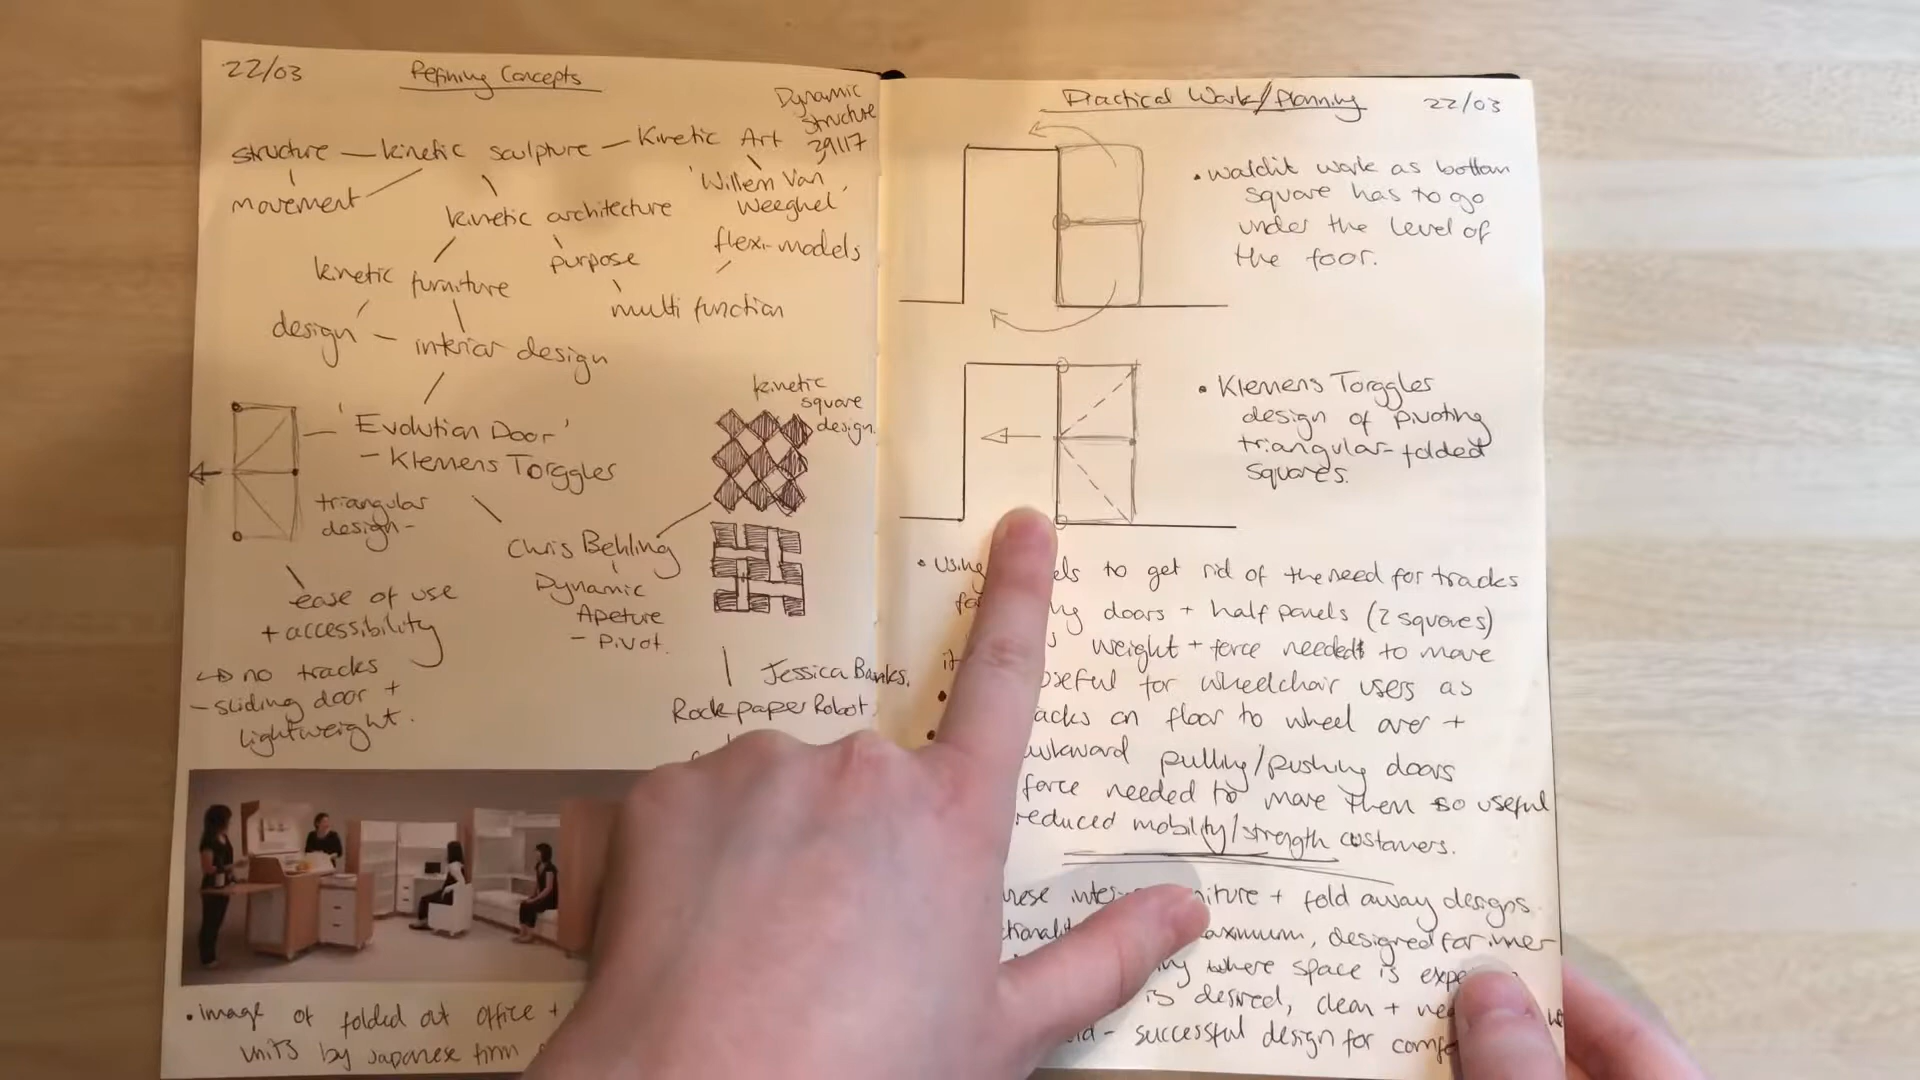 22/03
Refining Concepts
structure — kinetic sculpture — Kinetic Art
Dynamic
structure
29117
movement
'Willem Van
Weeghel'
kinetic architecture
flexi-models
purpose
kinetic furniture
multi function
design - interior design
'Evolution Door'
- Klemens Torggles
kinetic
square
design.
triangular
design-
Chris Behling
Dynamic
Apeture
- Pivot.
ease of use
+ accessibility
↳ no tracks
- sliding door +
lightweight.
Jessica Banks.
Rock paper Robot
• Image of folded out office +
units by Japanese firm
Practical Work/Planning
22/03
work as bottom
square has to go
under the level of
the foor.
• Klemens Torggles
design of pivoting
triangular-folded
squares.
• using to get rid of the need for tracks
doors + half panels (2 squares)
weight + force needed to move
for wheelchair users as
on floor to wheel over +
pulling/pushing doors
force needed to move them so useful
reduced mobility/strength customers.
+ fold away designs.
designed for inner
where space is
is desired, clean +
- successful design for